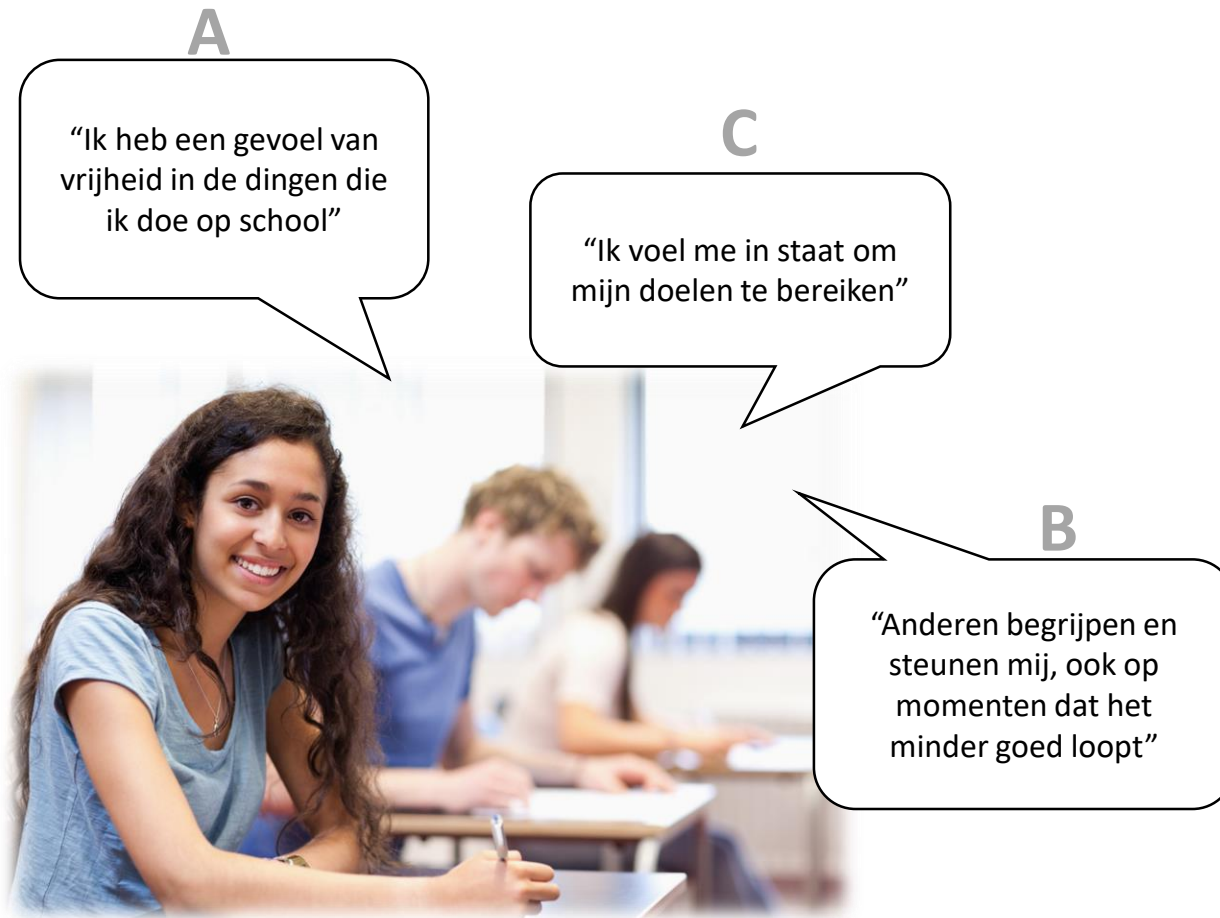 A
“Ik heb een gevoel van
vrijheid in de dingen die
ik doe op school”
C
“Ik voel me in staat om
mijn doelen te bereiken”
B
“Anderen begrijpen en
steunen mij, ook op
momenten dat het
minder goed loopt”